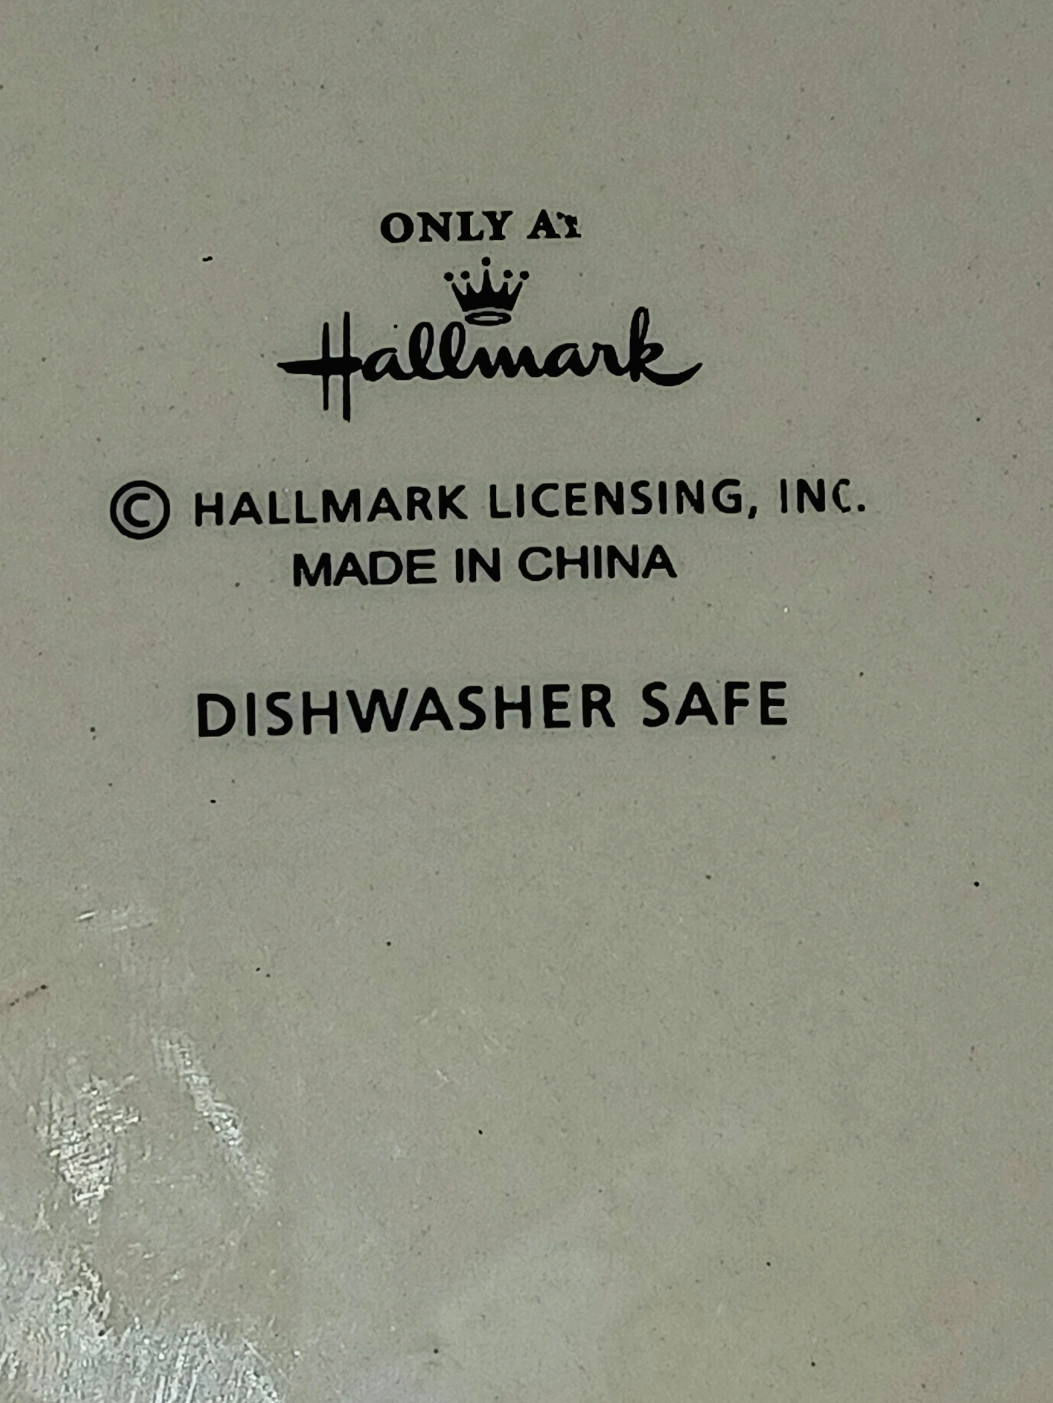 ONLY AT
Hallmark
© HALLMARK LICENSING, INC.
MADE IN CHINA
DISHWASHER SAFE